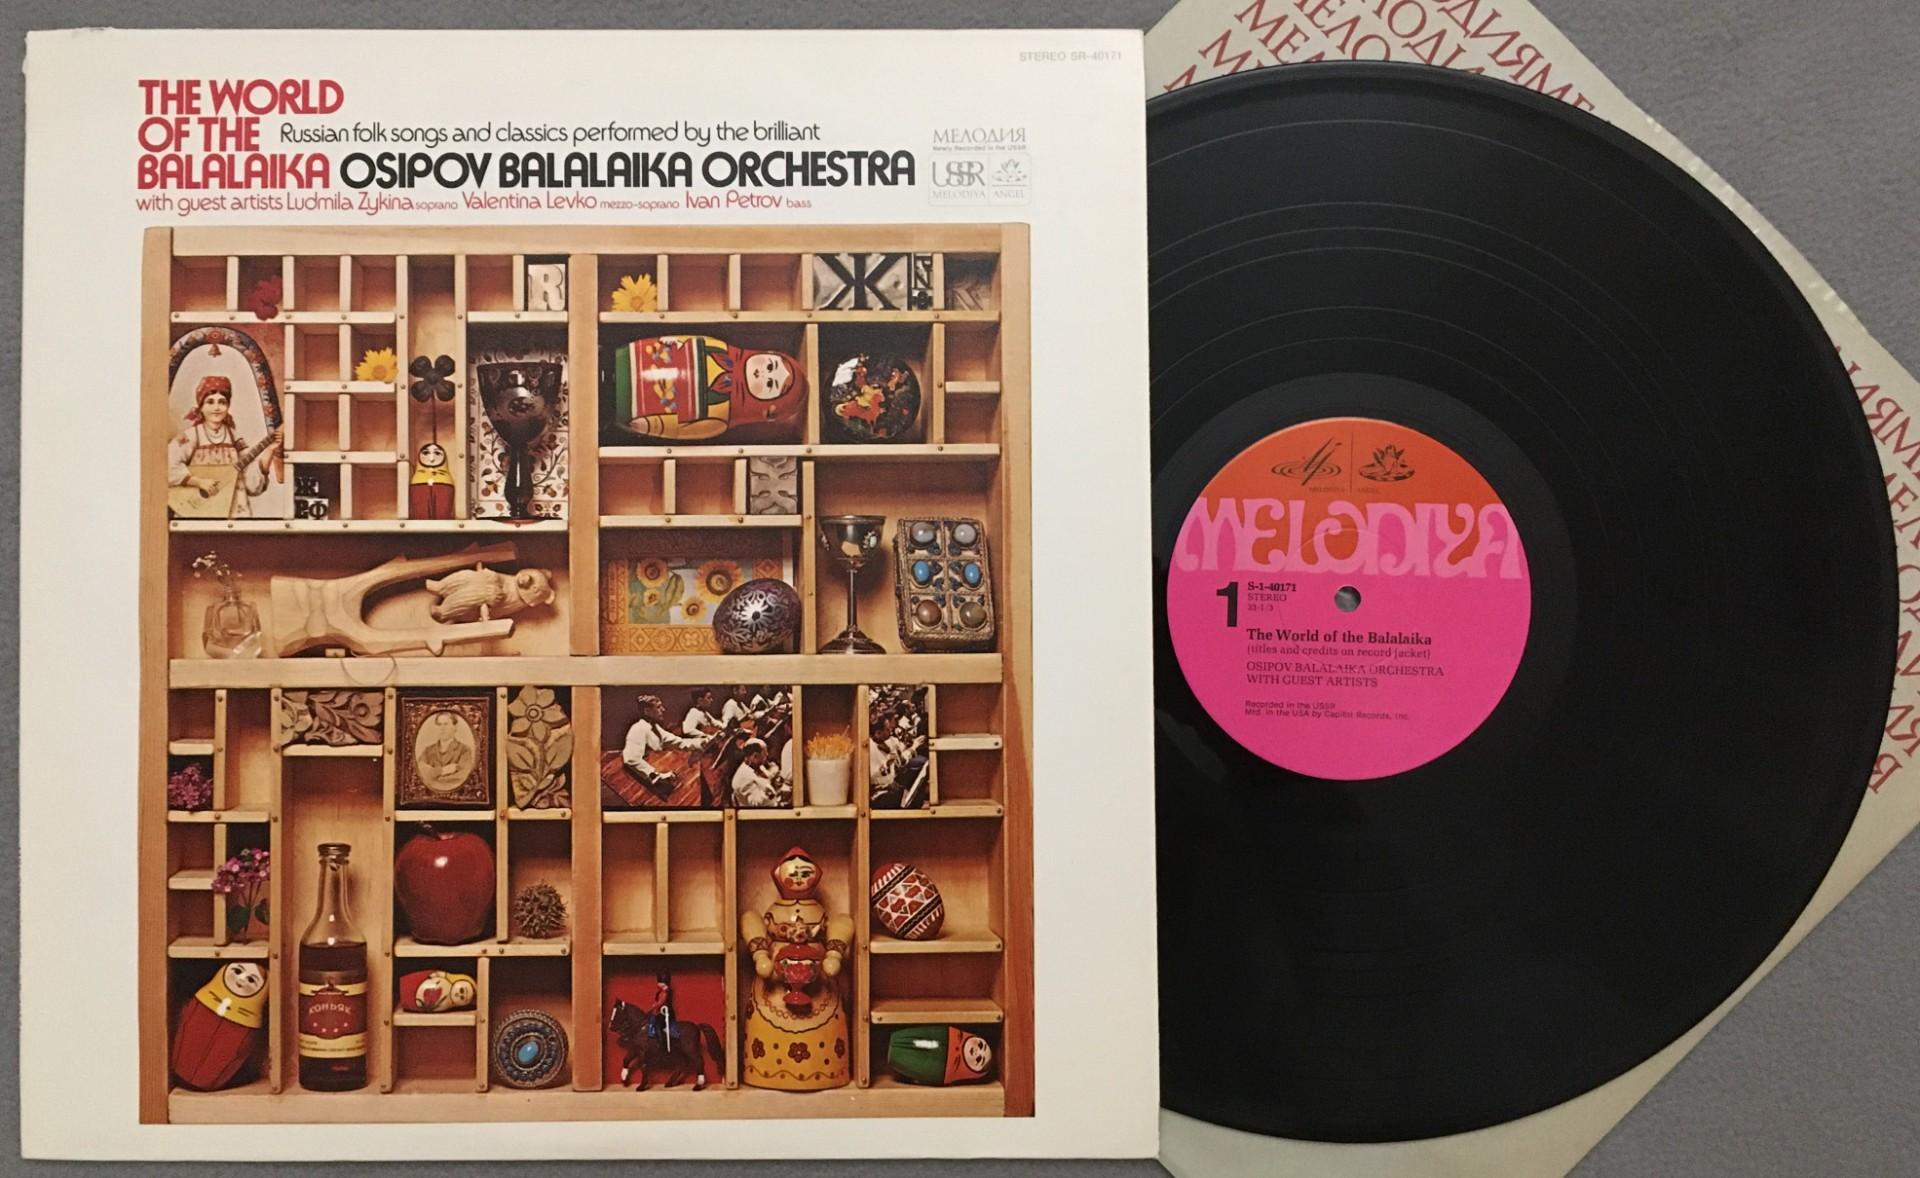 STEREO SR-40171
THE WORLD
OF THE
BALALAIKA
Russian folk songs and classics performed by the brilliant
OSIPOV BALALAIKA ORCHESTRA
with guest artists Ludmila Zykina soprano Valentina Levko mezzo-soprano Ivan Petrov bass
МЕЛОДИЯ
Newly Recorded in the USSR
USSR
MELODIYA ANGEL
R
Ж
КОНЬЯК
MELODIYA ANGEL
MELODIYA
1
S-1-40171
STEREO
33-1/3
The World of the Balalaika
(titles and credits on record jacket)
OSIPOV BALALAIKA ORCHESTRA
WITH GUEST ARTISTS
Recorded in the USSR
Mfd. in the USA by Capitol Records, Inc.